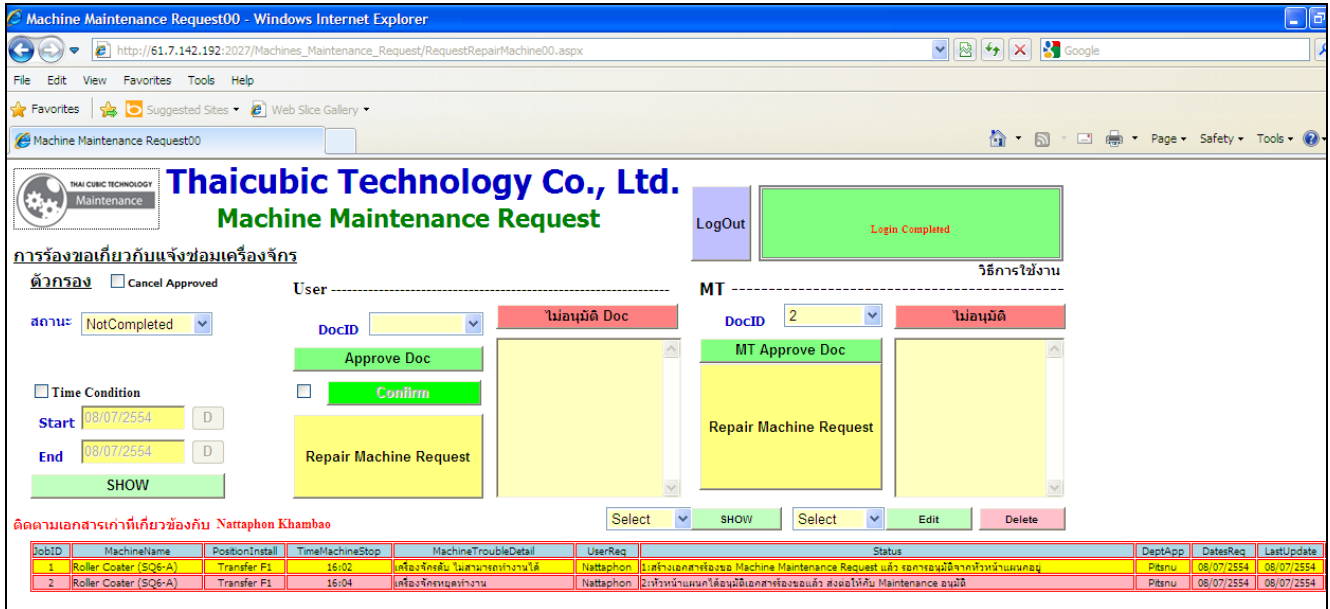 Machine Maintenance Request00 - Windows Internet Explorer
http://61.7.142.192:2027/Machines_Maintenance_Request/RequestRepairMachine00.aspx
Google
File Edit View Favorites Tools Help
Favorites Suggested Sites Web Slice Gallery
Machine Maintenance Request00
Page Safety Tools
THAI CUBIC TECHNOLOGY
Maintenance
Thaicubic Technology Co., Ltd.
Machine Maintenance Request
LogOut
Login Completed
การร้องขอเกี่ยวกับแจ้งซ่อมเครื่องจักร
วิธีการใช้งาน
ตัวกรอง Cancel Approved
User
MT
สถานะ NotCompleted
DocID
ไม่อนุมัติ Doc
DocID 2
ไม่อนุมัติ
Approve Doc
MT Approve Doc
Time Condition
Confirm
Start 08/07/2554 D
End 08/07/2554 D
Repair Machine Request
Repair Machine Request
SHOW
ติดตามเอกสารเก่าที่เกี่ยวข้องกับ Nattaphon Khambao
Select SHOW Select Edit Delete
JobID MachineName PositionInstall TimeMachineStop MachineTroubleDetail UserReq Status DeptApp DatesReq LastUpdate
1 Roller Coater (SQ6-A) Transfer F1 16:02 เครื่องจักรดับ ไม่สามารถทำงานได้ Nattaphon 1:สร้างเอกสารร้องขอ Machine Maintenance Request แล้ว รอการอนุมัติจากหัวหน้าแผนกอยู่ Pitsnu 08/07/2554 08/07/2554
2 Roller Coater (SQ6-A) Transfer F1 16:04 เครื่องจักรหยุดทำงาน Nattaphon 2:หัวหน้าแผนกได้อนุมัติเอกสารร้องขอแล้ว ส่งต่อให้กับ Maintenance อนุมัติ Pitsnu 08/07/2554 08/07/2554